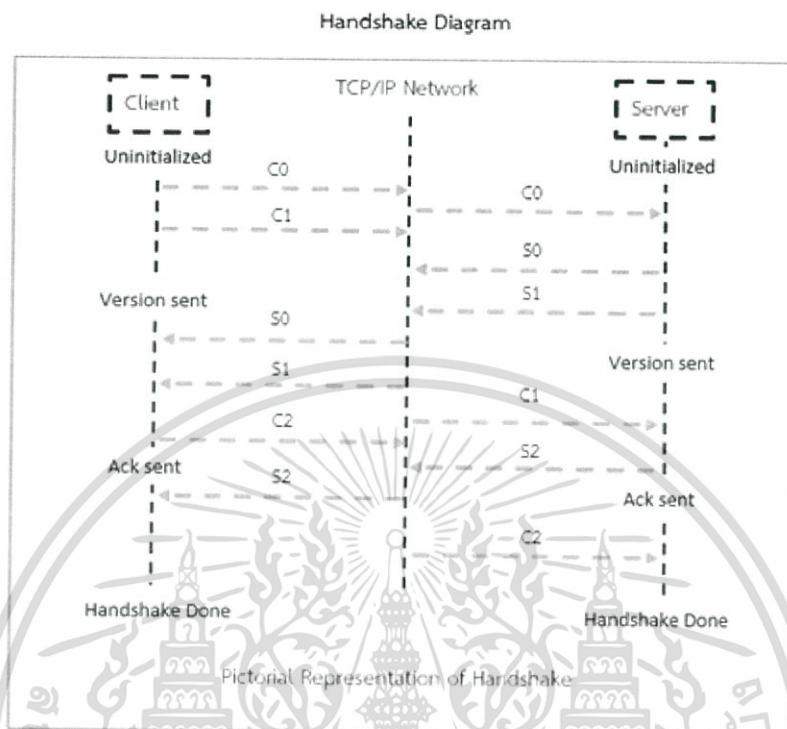 Handshake Diagram
Client
TCP/IP Network
Server
Uninitialized
Uninitialized
C0
C0
C1
S0
Version sent
S1
S0
Version sent
S1
C1
C2
S2
Ack sent
S2
Ack sent
C2
Handshake Done
Handshake Done
Pictorial Representation of Handshake